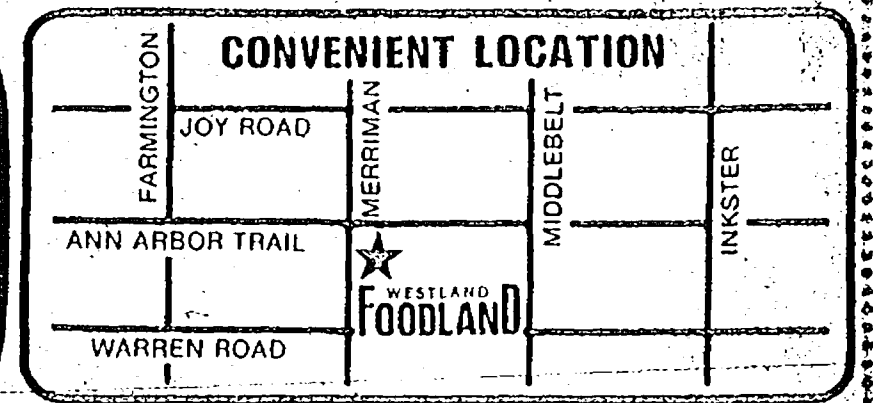 CONVENIENT LOCATION
FARMINGTON
JOY ROAD
MERRIMAN
MIDDLEBELT
INKSTER
ANN ARBOR TRAIL
WESTLAND
FOODLAND
WARREN ROAD